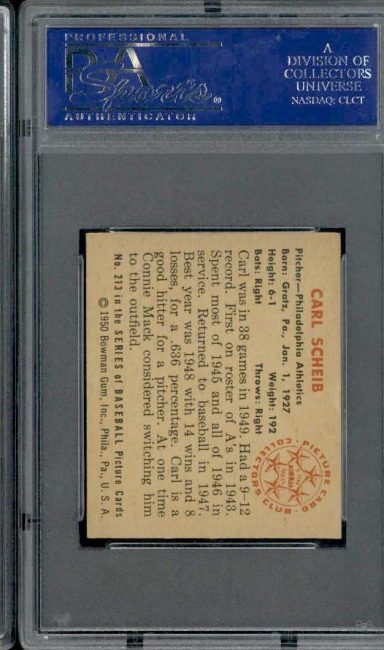 PROFESSIONAL
PSA
Sports
AUTHENTICATOR
A
DIVISION OF
COLLECTORS
UNIVERSE
NASDAQ: CLCT
CARL SCHEIB
Pitcher—Philadelphia Athletics
Born: Gratz, Pa., Jan. 1, 1927
Height: 6-1 Weight: 192
Bats: Right Throws: Right
PICTURE CARD
COLLECTORS CLUB
Carl was in 38 games in 1949. Had a 9–12
record. First on roster of A's in 1943.
Spent most of 1945 and all of 1946 in
service. Returned to baseball in 1947.
Best year was 1948 with 14 wins and 8
losses, for a .636 percentage. Carl is a
good hitter for a pitcher. At one time
Connie Mack considered switching him
to the outfield.
No. 213 in the SERIES of BASEBALL Picture Cards
© 1950 Bowman Gum, Inc., Phila., Pa., U. S. A.